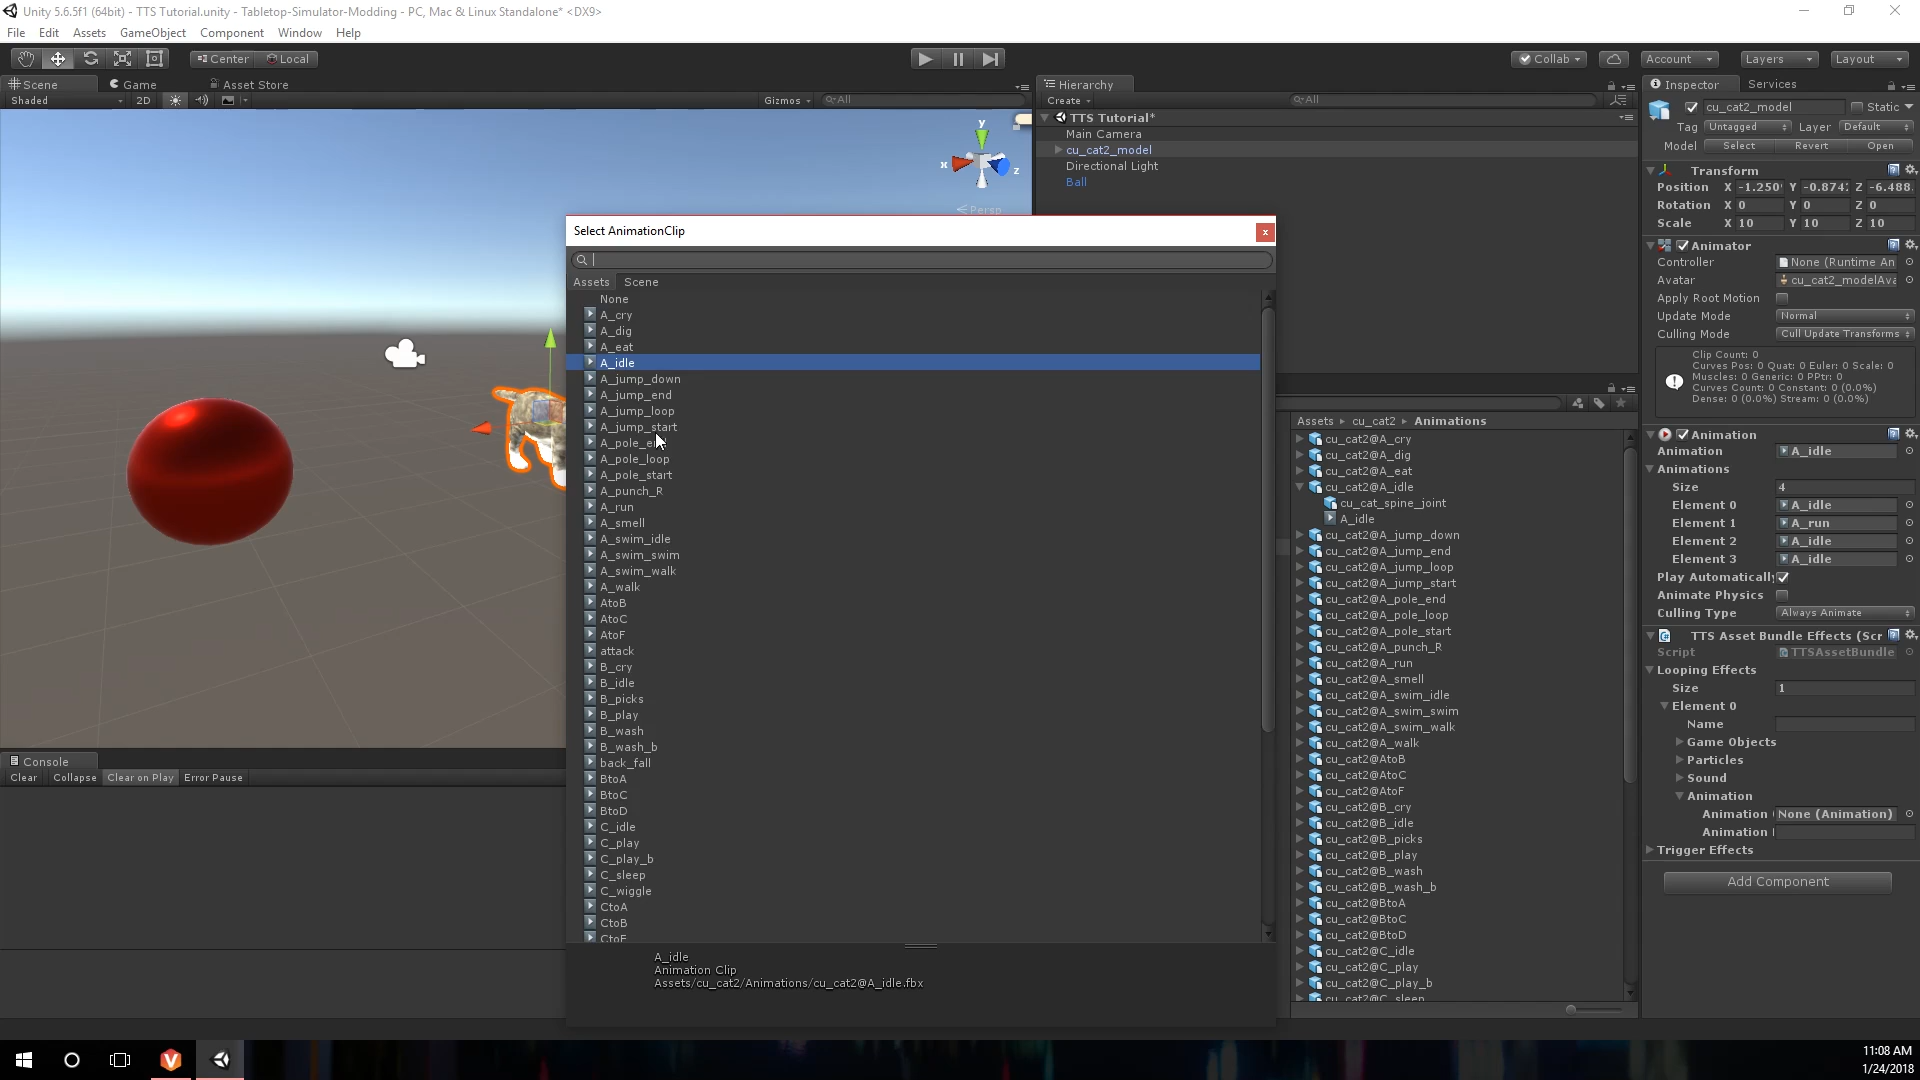 Unity 5.6.5f1 (64bit) - TTS Tutorial.unity - Tabletop-Simulator-Modding - PC, Mac & Linux Standalone* <DX9>
File Edit Assets GameObject Component Window Help
Center Local Collab Account Layers Layout
Scene Game Asset Store
Shaded 2D Gizmos All
y
x
z
Persp
Hierarchy
Create All
TTS Tutorial*
Main Camera
cu_cat2_model
Directional Light
Ball
Select AnimationClip
x
Assets Scene
None
A_cry
A_dig
A_eat
A_idle
A_jump_down
A_jump_end
A_jump_loop
A_jump_start
A_pole_end
A_pole_loop
A_pole_start
A_punch_R
A_run
A_smell
A_swim_idle
A_swim_swim
A_swim_walk
A_walk
AtoB
AtoC
AtoF
attack
B_cry
B_idle
B_picks
B_play
B_wash
B_wash_b
back_fall
BtoA
BtoC
BtoD
C_idle
C_play
C_play_b
C_sleep
C_wiggle
CtoA
CtoB
A_idle
Animation Clip
Assets/cu_cat2/Animations/cu_cat2@A_idle.fbx
Console
Clear Collapse Clear on Play Error Pause
Assets cu_cat2 Animations
cu_cat2@A_cry
cu_cat2@A_dig
cu_cat2@A_eat
cu_cat2@A_idle
cu_cat_spine_joint
A_idle
cu_cat2@A_jump_down
cu_cat2@A_jump_end
cu_cat2@A_jump_loop
cu_cat2@A_jump_start
cu_cat2@A_pole_end
cu_cat2@A_pole_loop
cu_cat2@A_pole_start
cu_cat2@A_punch_R
cu_cat2@A_run
cu_cat2@A_smell
cu_cat2@A_swim_idle
cu_cat2@A_swim_swim
cu_cat2@A_swim_walk
cu_cat2@A_walk
cu_cat2@AtoB
cu_cat2@AtoC
cu_cat2@AtoF
cu_cat2@B_cry
cu_cat2@B_idle
cu_cat2@B_picks
cu_cat2@B_play
cu_cat2@B_wash
cu_cat2@B_wash_b
cu_cat2@BtoA
cu_cat2@BtoC
cu_cat2@BtoD
cu_cat2@C_idle
cu_cat2@C_play
cu_cat2@C_play_b
cu_cat2@C_sleep
Inspector Services
cu_cat2_model Static
Tag Untagged Layer Default
Model Select Revert Open
Transform
Position X -1.250 Y -0.874 Z -6.488
Rotation X 0 Y 0 Z 0
Scale X 10 Y 10 Z 10
Animator
Controller None (Runtime An
Avatar cu_cat2_modelAva
Apply Root Motion
Update Mode Normal
Culling Mode Cull Update Transforms
Clip Count: 0
Curves Pos: 0 Quat: 0 Euler: 0 Scale: 0
Muscles: 0 Generic: 0 PPtr: 0
Curves Count: 0 Constant: 0 (0.0%)
Dense: 0 (0.0%) Stream: 0 (0.0%)
Animation
Animation A_idle
Animations
Size 4
Element 0 A_idle
Element 1 A_run
Element 2 A_idle
Element 3 A_idle
Play Automatically
Animate Physics
Culling Type Always Animate
TTS Asset Bundle Effects (Scr
Script TTSAssetBundle
Looping Effects
Size 1
Element 0
Name
Game Objects
Particles
Sound
Animation
Animation None (Animation)
Animation
Trigger Effects
Add Component
11:08 AM
1/24/2018